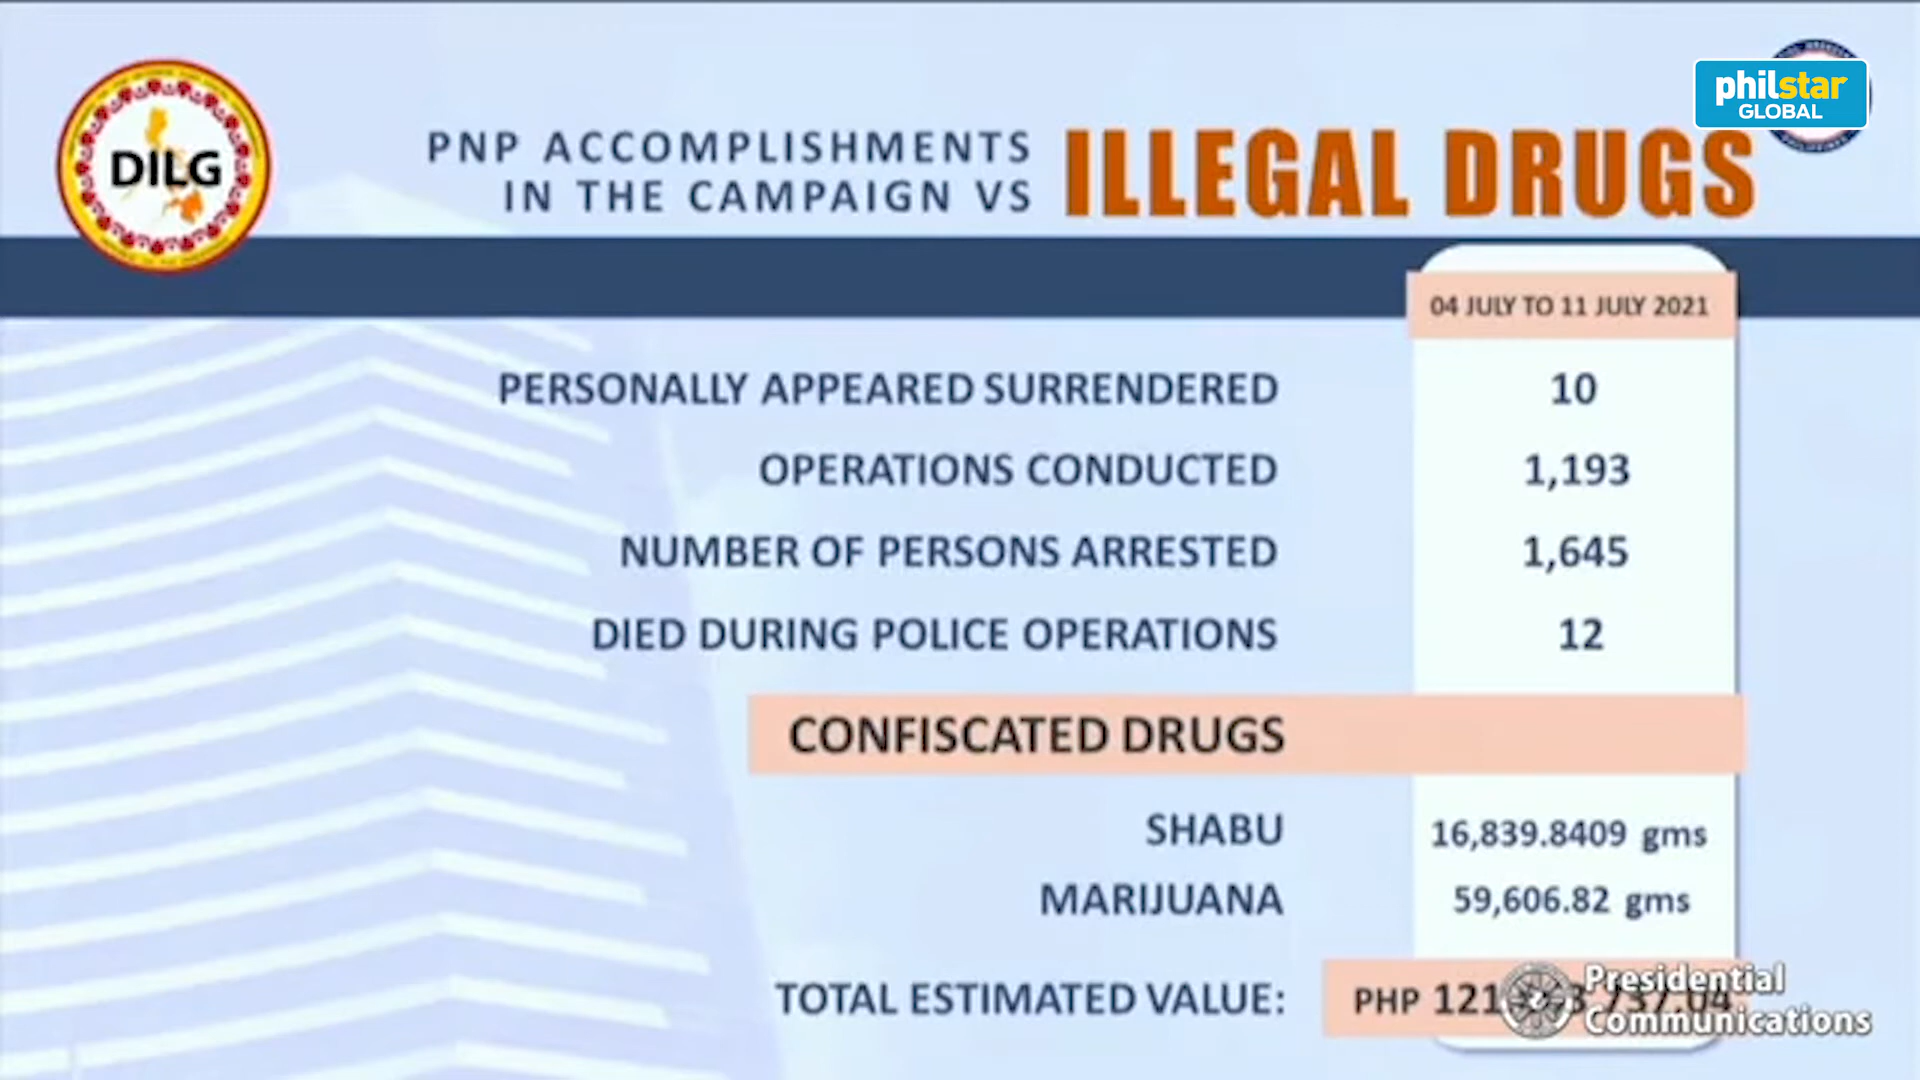 philstar
GLOBAL
DILG
PNP ACCOMPLISHMENTS
IN THE CAMPAIGN VS
ILLEGAL DRUGS
04 JULY TO 11 JULY 2021
PERSONALLY APPEARED SURRENDERED 10
OPERATIONS CONDUCTED 1,193
NUMBER OF PERSONS ARRESTED 1,645
DIED DURING POLICE OPERATIONS 12
CONFISCATED DRUGS
SHABU 16,839.8409 gms
MARIJUANA 59,606.82 gms
TOTAL ESTIMATED VALUE: PHP
Presidential
Communications